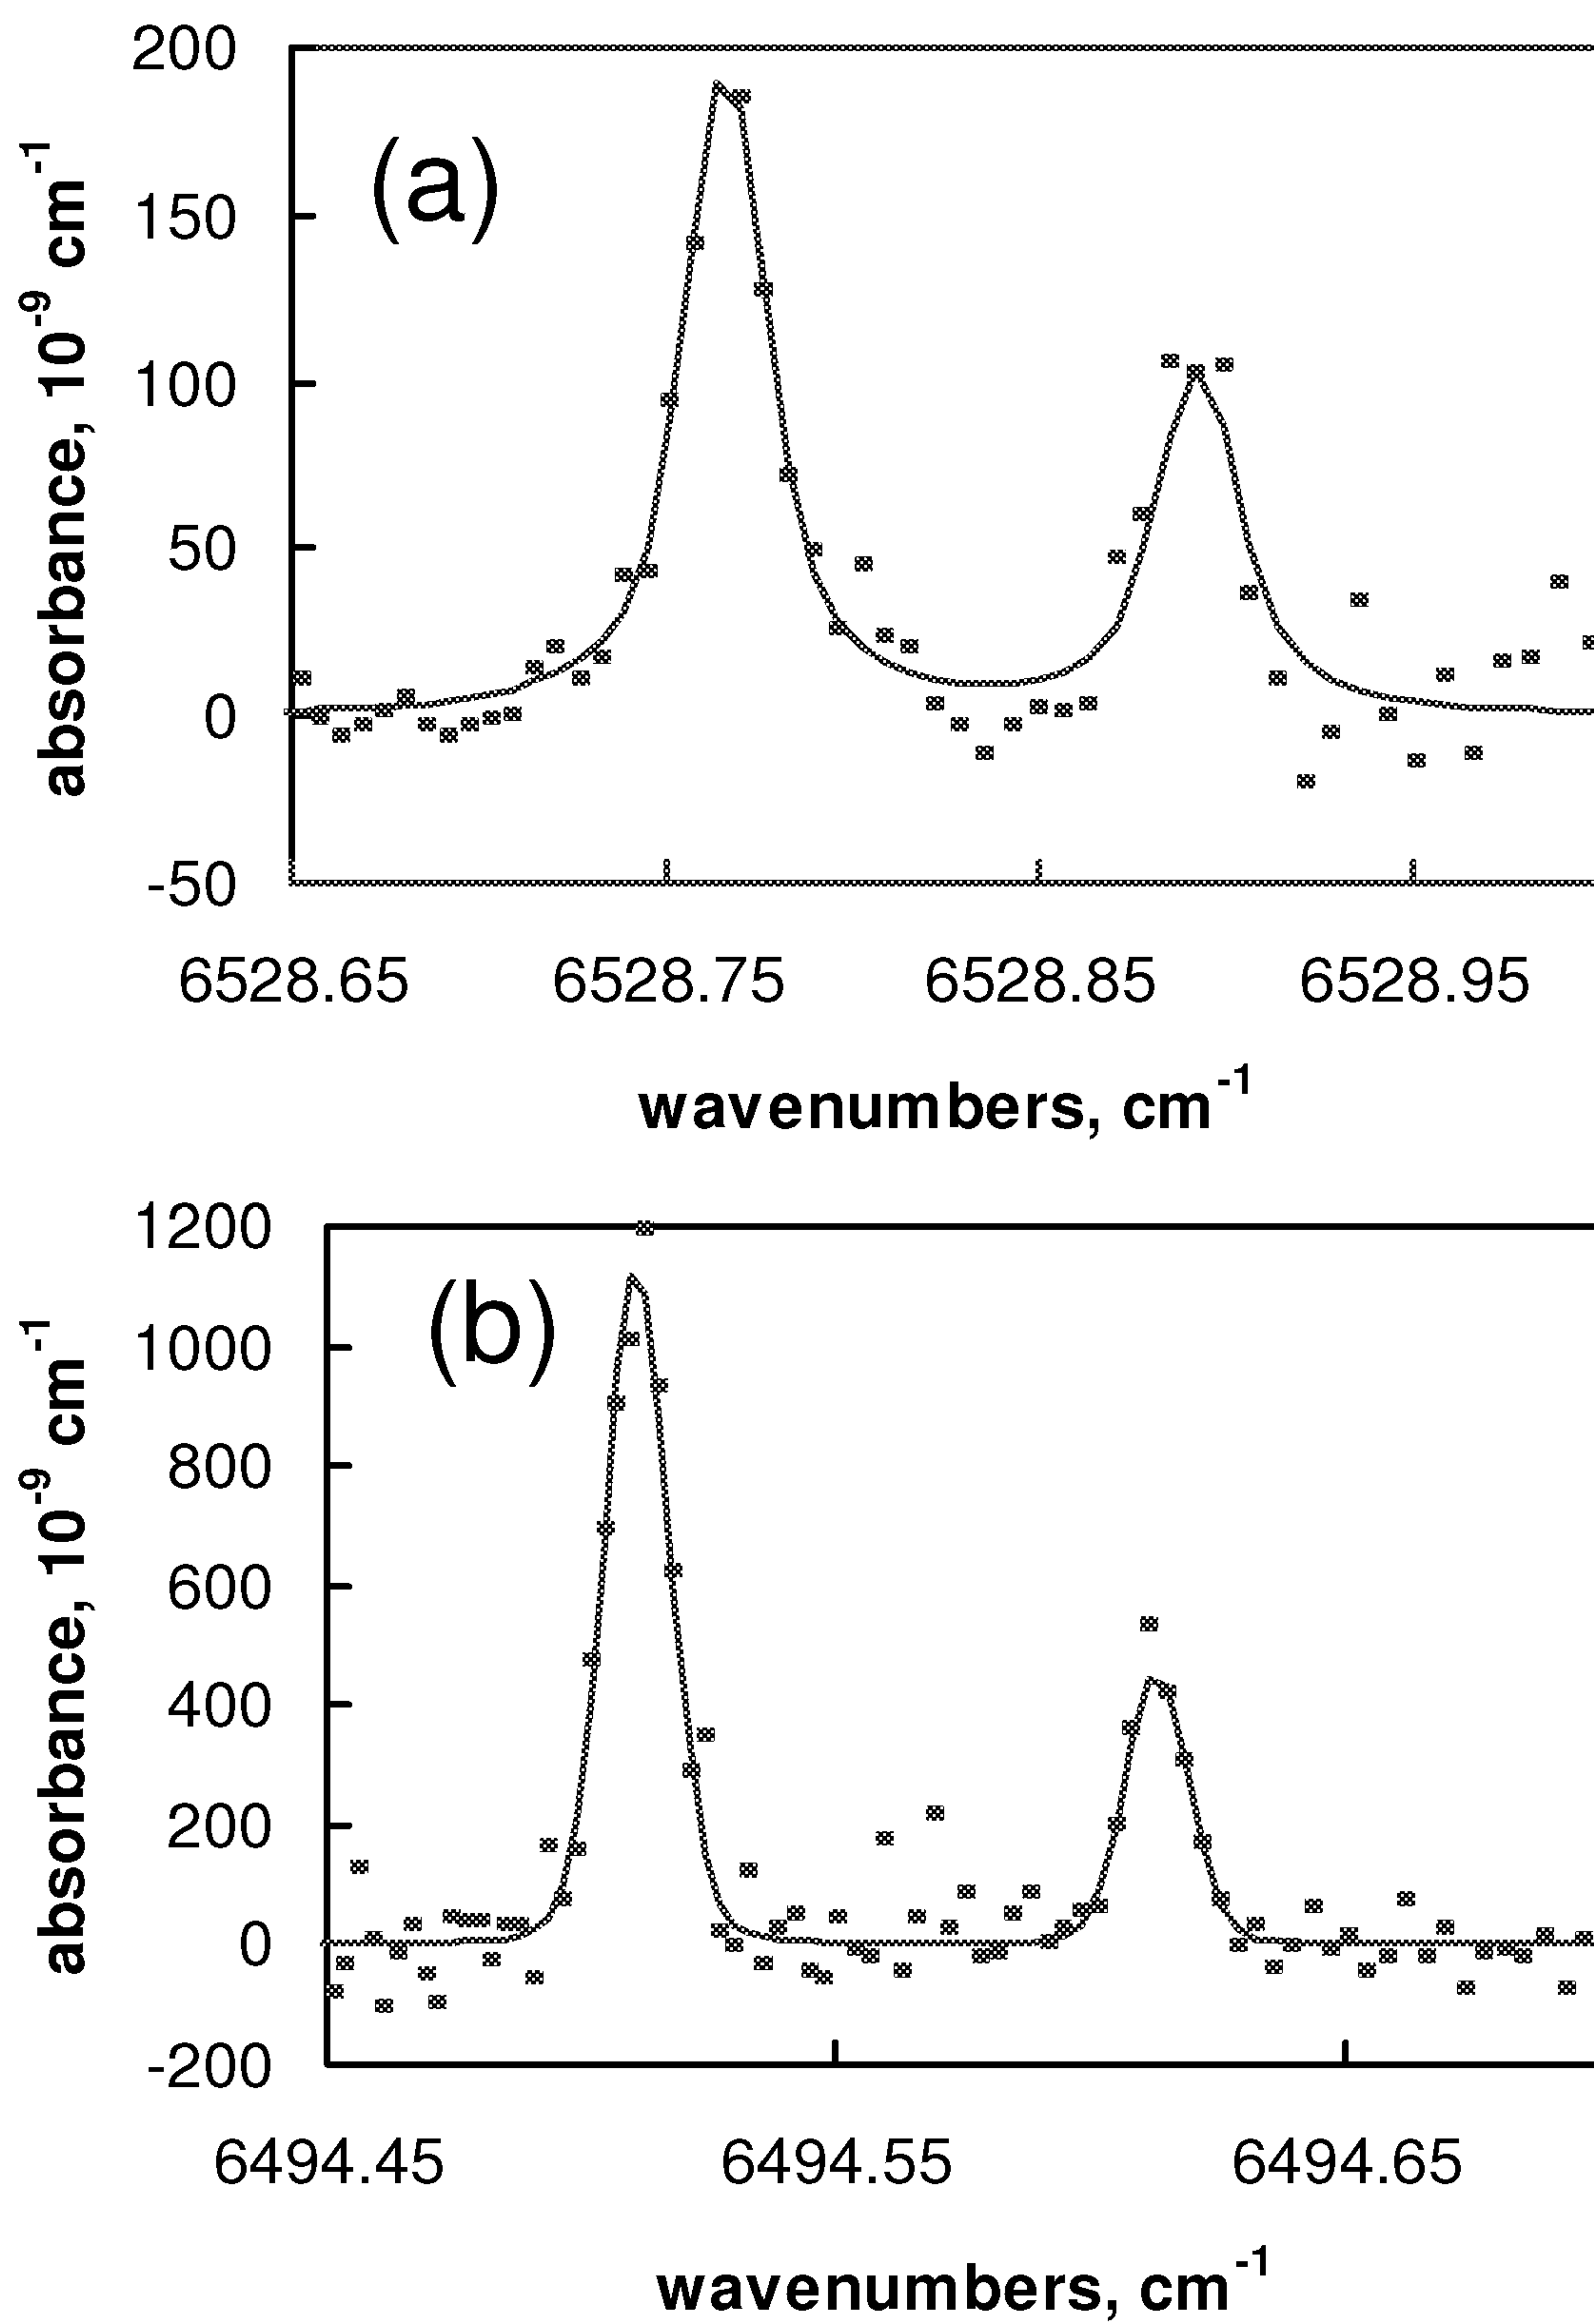 200
(a)
150
100
50
0
-50
absorbance, 10⁻⁹ cm⁻¹
6528.65 6528.75 6528.85 6528.95
wavenumbers, cm⁻¹
1200
(b)
1000
800
600
400
200
0
-200
absorbance, 10⁻⁹ cm⁻¹
6494.45 6494.55 6494.65
wavenumbers, cm⁻¹